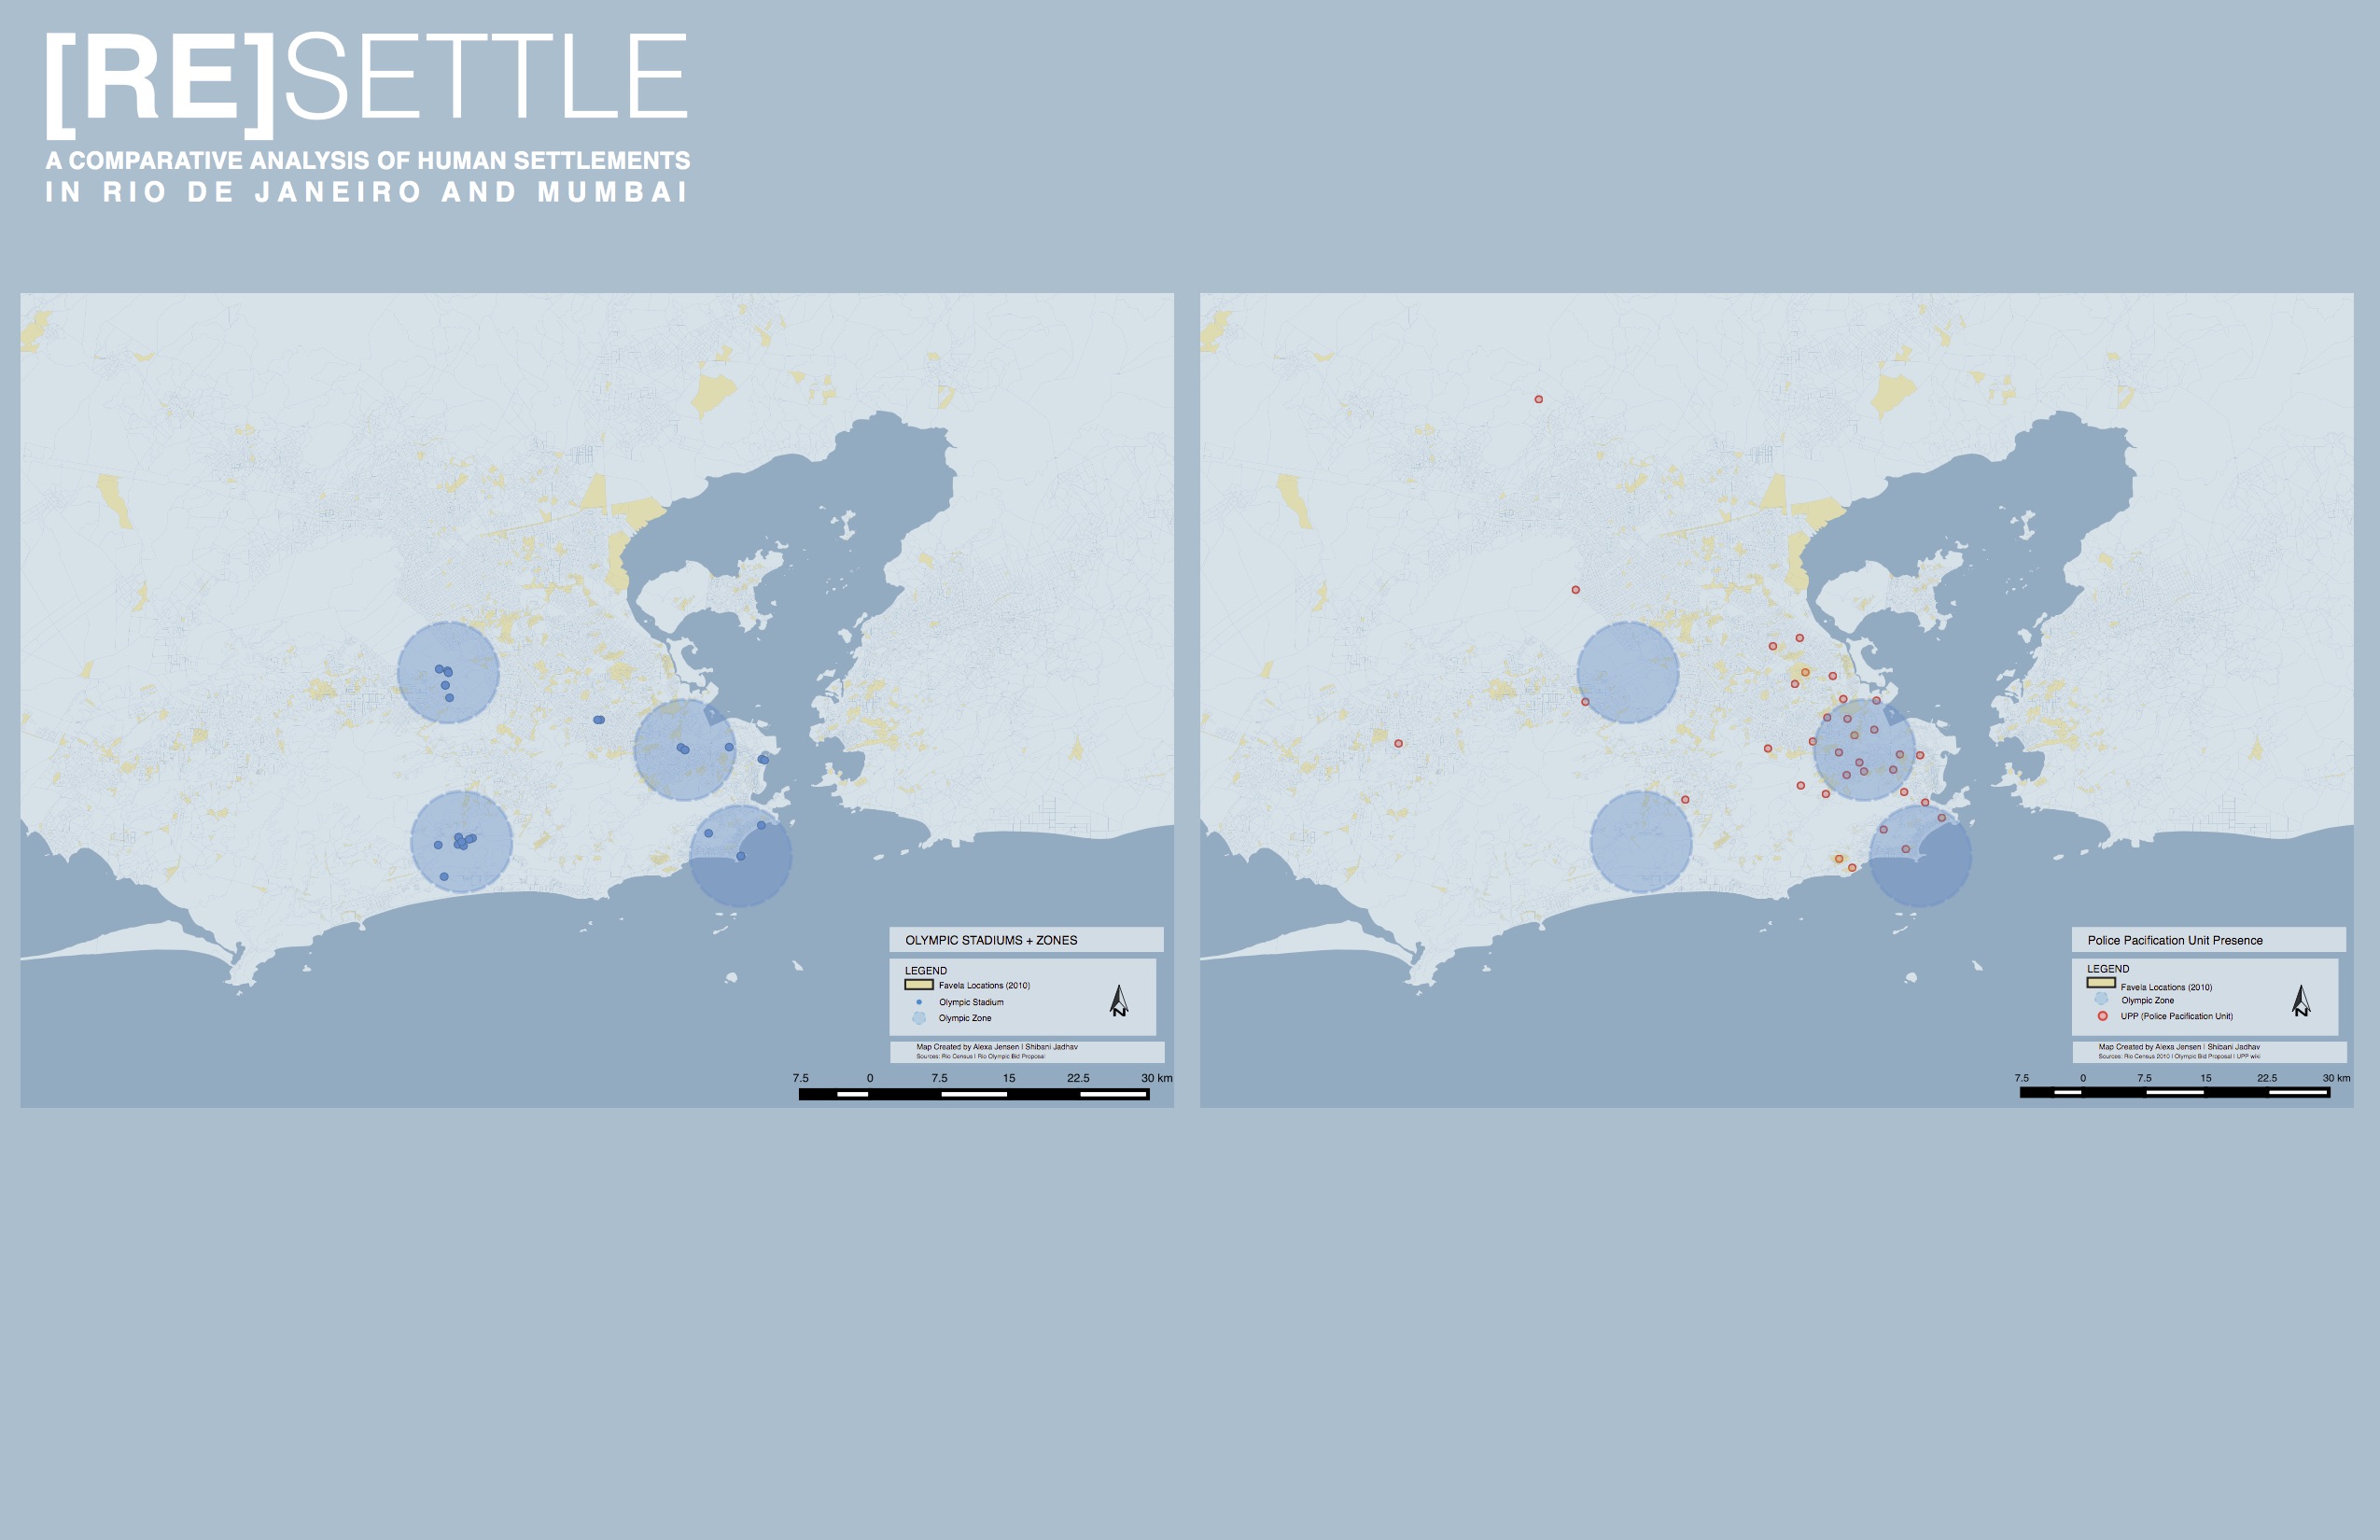 [RE]SETTLE
A COMPARATIVE ANALYSIS OF HUMAN SETTLEMENTS
IN RIO DE JANEIRO AND MUMBAI
OLYMPIC STADIUMS + ZONES
LEGEND
Favela Locations (2010)
Olympic Stadium
Olympic Zone
N
Map Created by Alexa Jensen | Shibani Jadhav
Sources: Rio Census | Rio Olympic Bid Proposal
7.5 0 7.5 15 22.5 30 km
Police Pacification Unit Presence
LEGEND
Favela Locations (2010)
Olympic Zone
UPP (Police Pacification Unit)
N
Map Created by Alexa Jensen | Shibani Jadhav
Sources: Rio Census 2010 | Olympic Bid Proposal | UPP wiki
7.5 0 7.5 15 22.5 30 km